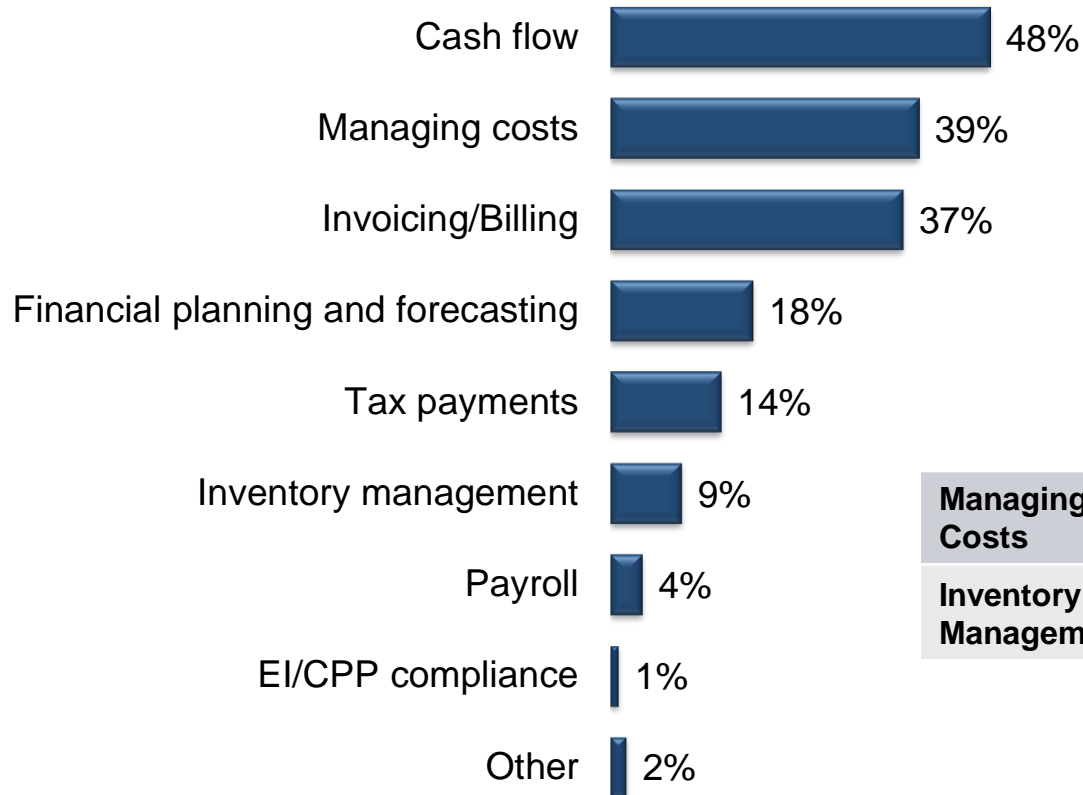 Cash flow 48%
Managing costs 39%
Invoicing/Billing 37%
Financial planning and forecasting 18%
Tax payments 14%
Inventory management 9%
Payroll 4%
EI/CPP compliance 1%
Other 2%
Managing
Costs
Inventory